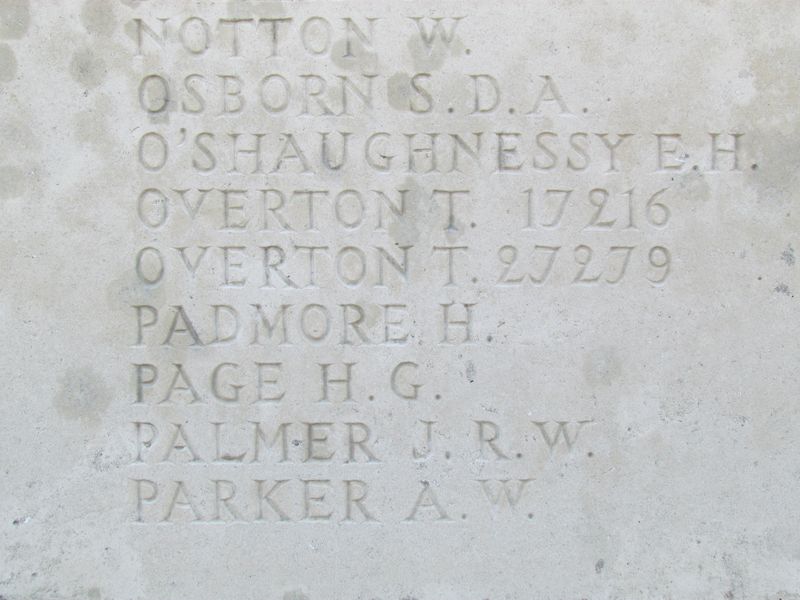 NOTTON W.
OSBORN S.D.A.
O'SHAUGHNESSY E.H.
OVERTON T. 17216
OVERTON T. 27279
PADMORE H.
PAGE H.G.
PALMER J.R.W.
PARKER A.W.